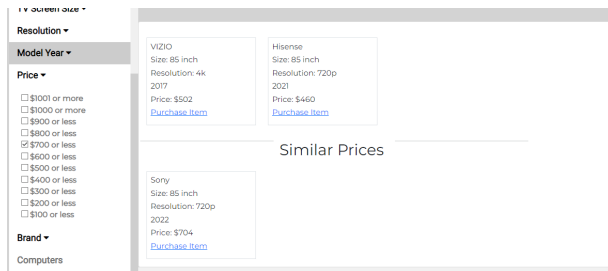 TV Screen Size
Resolution
Model Year
Price
$1001 or more
$1000 or more
$900 or less
$800 or less
$700 or less
$600 or less
$500 or less
$400 or less
$300 or less
$200 or less
$100 or less
Brand
Computers
VIZIO
Size: 85 inch
Resolution: 4k
2017
Price: $502
Purchase Item
Hisense
Size: 85 inch
Resolution: 720p
2021
Price: $460
Purchase Item
Similar Prices
Sony
Size: 85 inch
Resolution: 720p
2022
Price: $704
Purchase Item